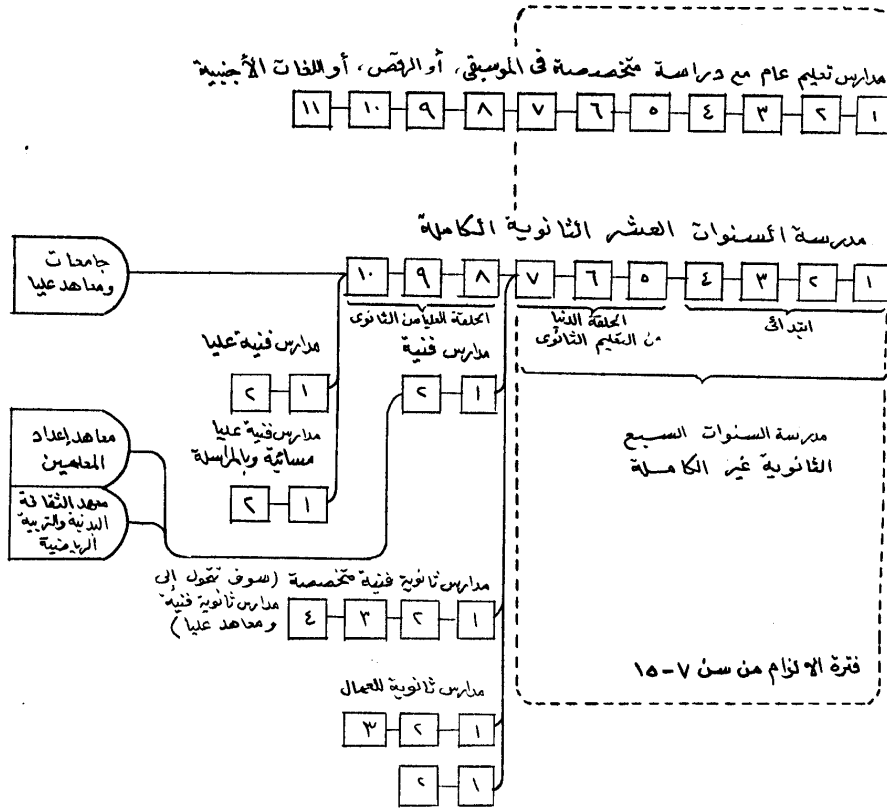 مدارس تعليم عام مع دراسة متخصصة فى الموسيقى، أو الرقص، أو اللغات الأجنبية
١ ٢ ٣ ٤ ٥ ٦ ٧ ٨ ٩ ١٠ ١١
مدرسة السنوات العشر الثانوية الكاملة
١ ٢ ٣ ٤ ٥ ٦ ٧ ٨ ٩ ١٠
جامعات
ومعاهد عليا
ابتدائى
الحلقة الدنيا
من التعليم الثانوى
الحلقة العليا من الثانوى
مدارس فنية
١ ٢
مدارس فنية عليا
١ ٢
مدارس فنية عليا
مسائية وبالمراسلة
١ ٢
مدرسة السنوات السبع
الثانوية غير الكاملة
معاهد إعداد
المعلمين
معهد الثقافة
البدنية والتربية
الرياضية
مدارس ثانوية فنية متخصصة (سوف تتحول إلى
مدارس ثانوية فنية
ومعاهد عليا)
١ ٢ ٣ ٤
فترة الالزام من سن ٧-١٥
مدارس ثانوية للعمال
١ ٢ ٣
١ ٢